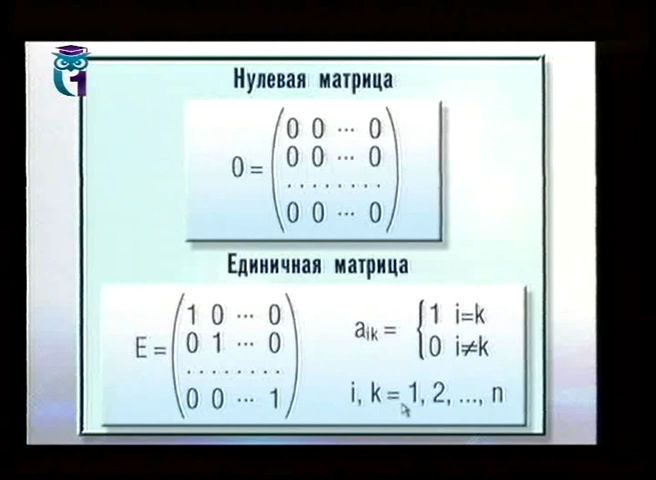 1
Нулевая матрица
0 0 ... 0
0 0 ... 0
0 =
. . . . . . . .
0 0 ... 0
Единичная матрица
1 0 ... 0
0 1 ... 0
E =
. . . . . . . .
0 0 ... 1
aik = { 1 i=k
0 i≠k
i, k = 1, 2, ..., n